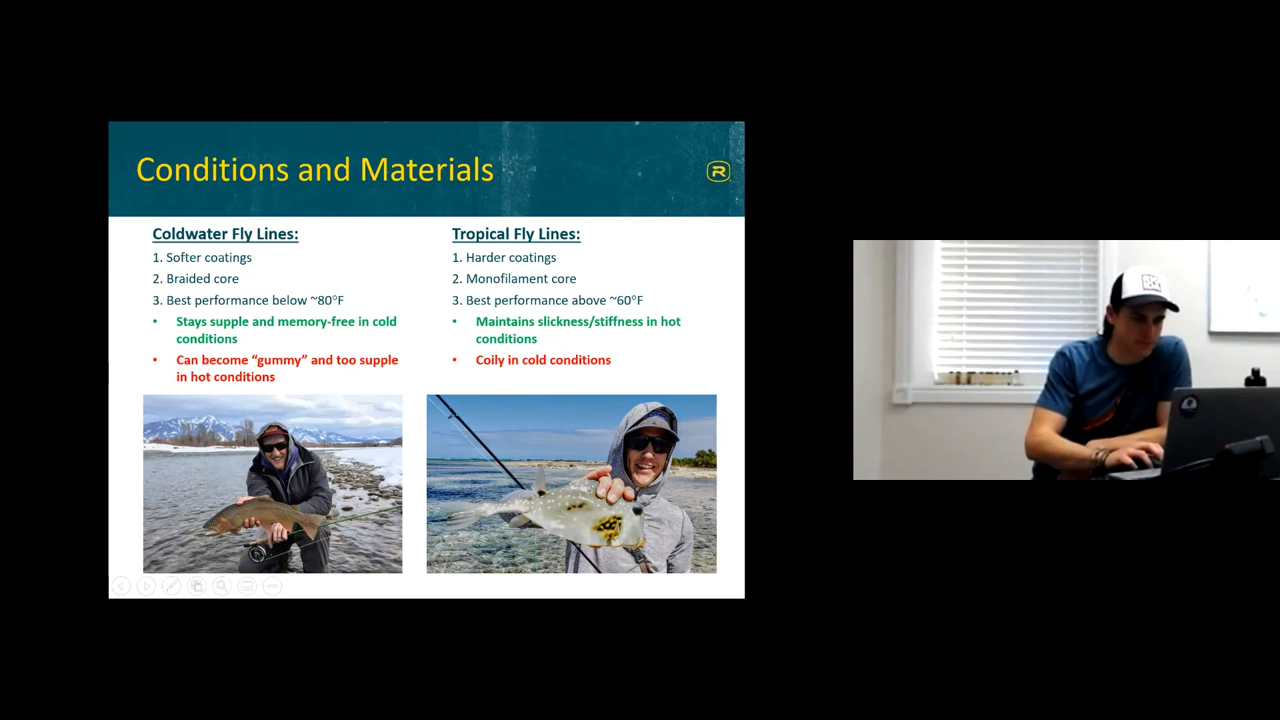 Conditions and Materials
R
Coldwater Fly Lines:
1. Softer coatings
2. Braided core
3. Best performance below ~80°F
• Stays supple and memory-free in cold
conditions
• Can become “gummy” and too supple
in hot conditions
Tropical Fly Lines:
1. Harder coatings
2. Monofilament core
3. Best performance above ~60°F
• Maintains slickness/stiffness in hot
conditions
• Coily in cold conditions